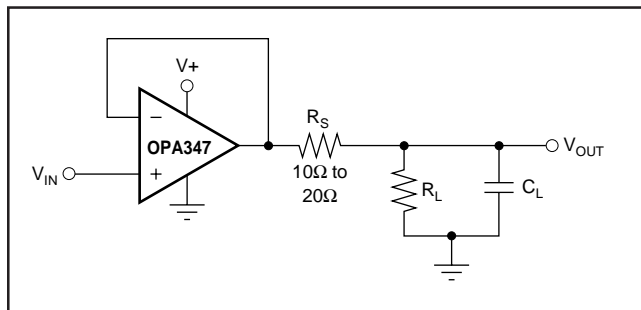 V+
−
OPA347
+
V_IN
R_S
10Ω to
20Ω
R_L
C_L
V_OUT